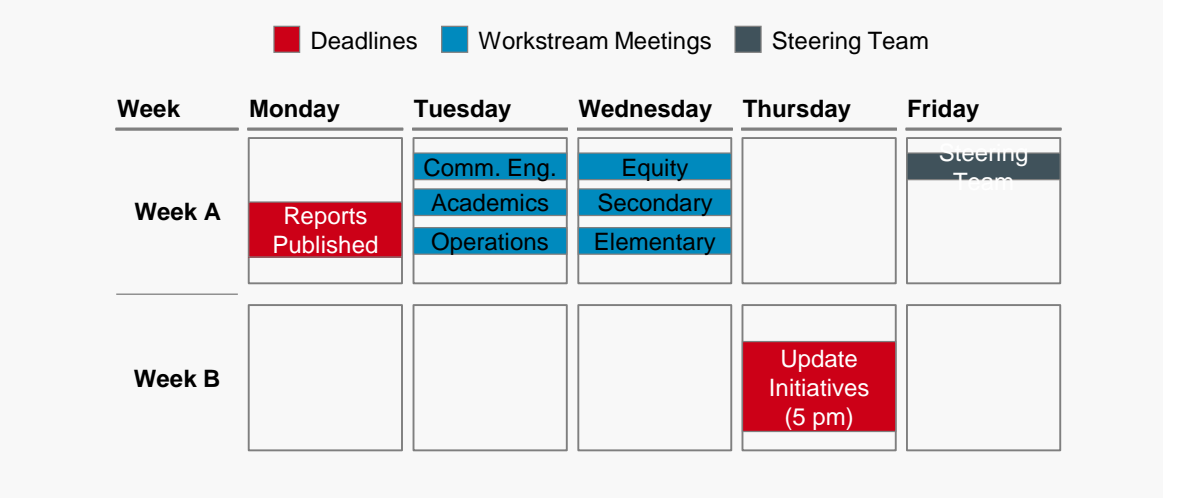 Deadlines Workstream Meetings Steering Team
Week Monday Tuesday Wednesday Thursday Friday
Week A
Reports
Published
Comm. Eng.
Academics
Operations
Equity
Secondary
Elementary
Steering
Team
Week B
Update
Initiatives
(5 pm)